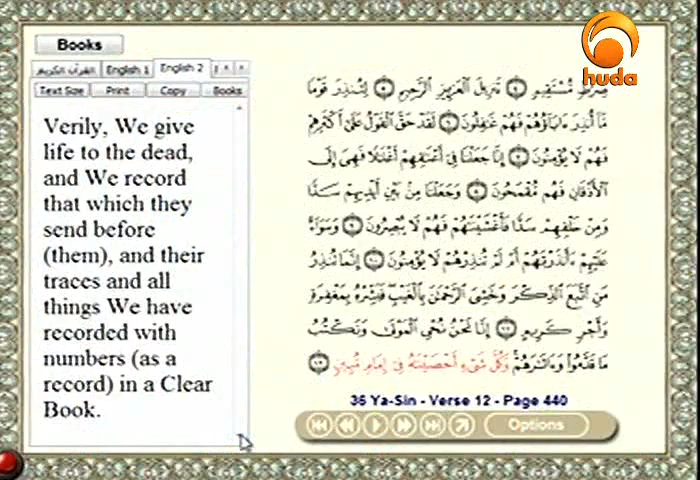 Books
القرآن الكريم English 1 English 2
Text Size Print Copy Books
Verily, We give
life to the dead,
and We record
that which they
send before
(them), and their
traces and all
things We have
recorded with
numbers (as a
record) in a Clear
Book.
huda
صِرَٰطٍ مُّسْتَقِيمٍ ٤ تَنزِيلَ ٱلْعَزِيزِ ٱلرَّحِيمِ ٥ لِتُنذِرَ قَوْمًا
مَّآ أُنذِرَ ءَابَآؤُهُمْ فَهُمْ غَٰفِلُونَ ٦ لَقَدْ حَقَّ ٱلْقَوْلُ عَلَىٰٓ أَكْثَرِهِمْ
فَهُمْ لَا يُؤْمِنُونَ ٧ إِنَّا جَعَلْنَا فِىٓ أَعْنَٰقِهِمْ أَغْلَٰلًا فَهِىَ إِلَى
ٱلْأَذْقَانِ فَهُم مُّقْمَحُونَ ٨ وَجَعَلْنَا مِنۢ بَيْنِ أَيْدِيهِمْ سَدًّا
وَمِنْ خَلْفِهِمْ سَدًّا فَأَغْشَيْنَٰهُمْ فَهُمْ لَا يُبْصِرُونَ ٩ وَسَوَآءٌ
عَلَيْهِمْ ءَأَنذَرْتَهُمْ أَمْ لَمْ تُنذِرْهُمْ لَا يُؤْمِنُونَ ١٠ إِنَّمَا تُنذِرُ
مَنِ ٱتَّبَعَ ٱلذِّكْرَ وَخَشِىَ ٱلرَّحْمَٰنَ بِٱلْغَيْبِ فَبَشِّرْهُ بِمَغْفِرَةٍ
وَأَجْرٍ كَرِيمٍ ١١ إِنَّا نَحْنُ نُحْىِ ٱلْمَوْتَىٰ وَنَكْتُبُ
مَا قَدَّمُوا۟ وَءَاثَٰرَهُمْ وَكُلَّ شَىْءٍ أَحْصَيْنَٰهُ فِىٓ إِمَامٍ مُّبِينٍ ١٢
36 Ya-Sin - Verse 12 - Page 440
Options